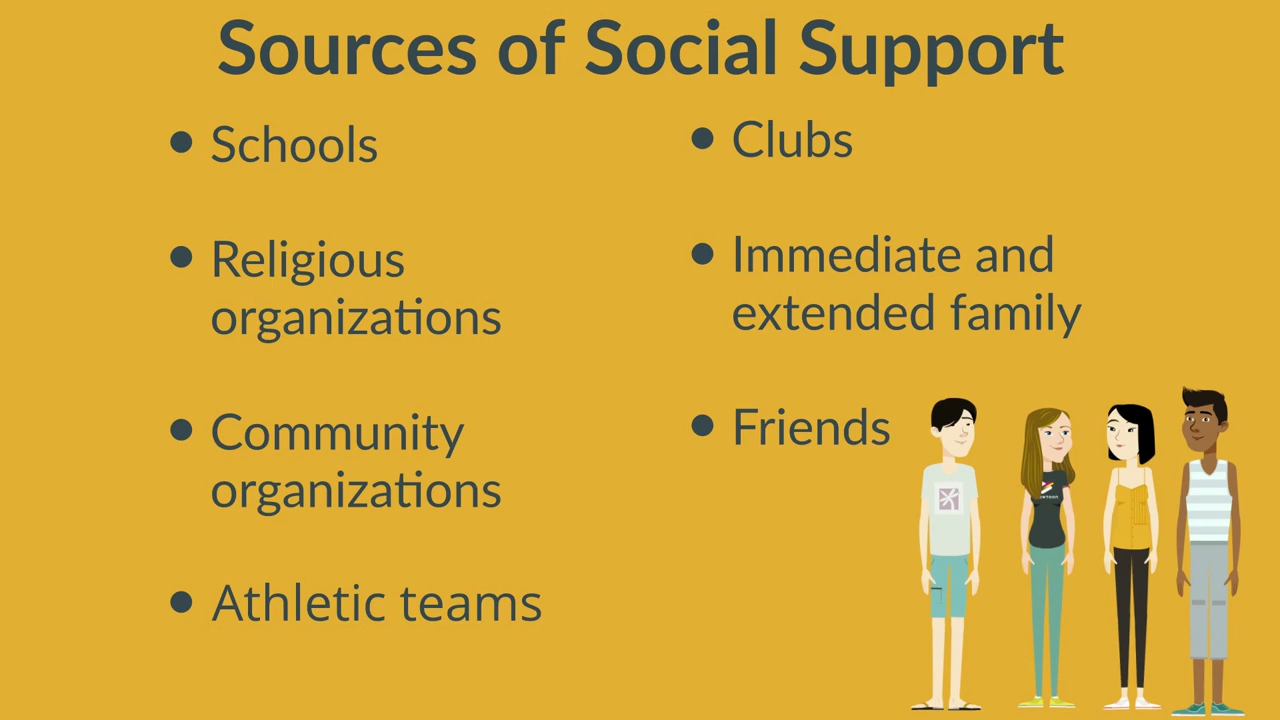 Sources of Social Support
• Schools
• Religious
organizations
• Community
organizations
• Athletic teams
• Clubs
• Immediate and
extended family
• Friends